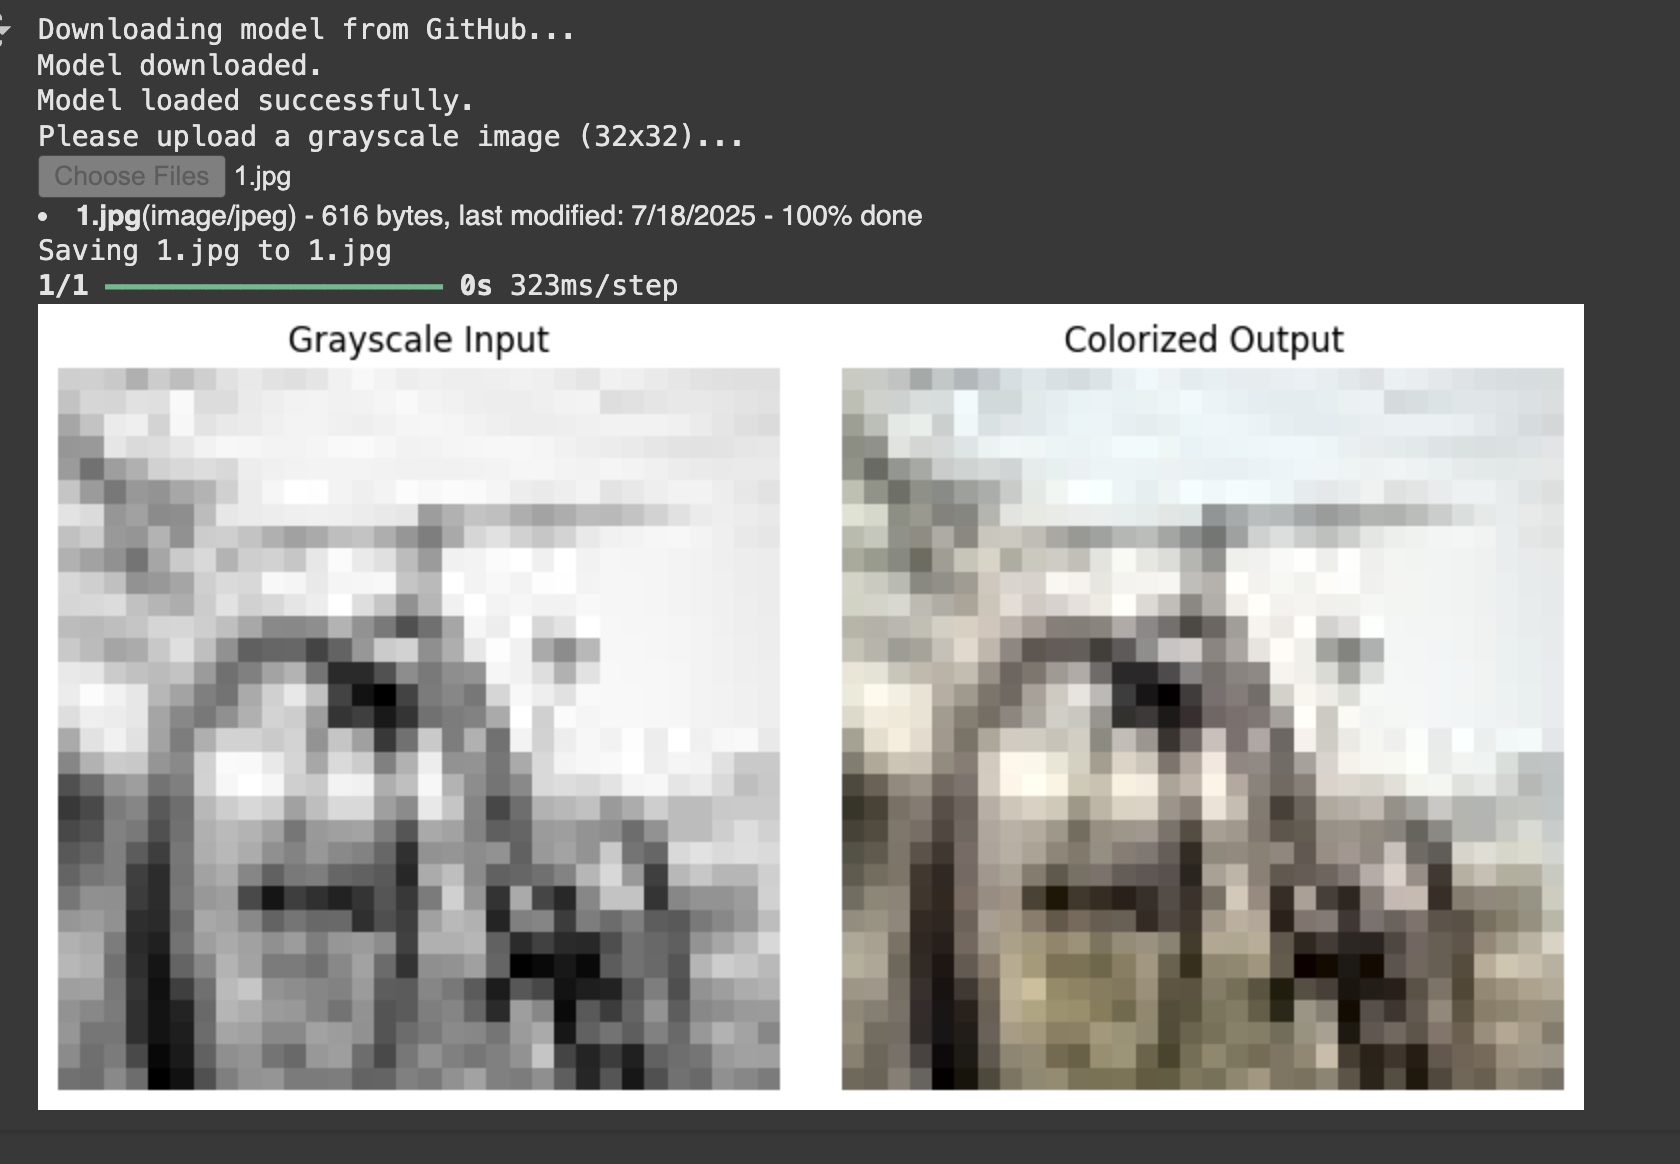 Downloading model from GitHub...
Model downloaded.
Model loaded successfully.
Please upload a grayscale image (32x32)...
Choose Files 1.jpg
• 1.jpg(image/jpeg) - 616 bytes, last modified: 7/18/2025 - 100% done
Saving 1.jpg to 1.jpg
1/1 ━━━━━━━━━━━━━━━━━━━━ 0s 323ms/step
Grayscale Input Colorized Output